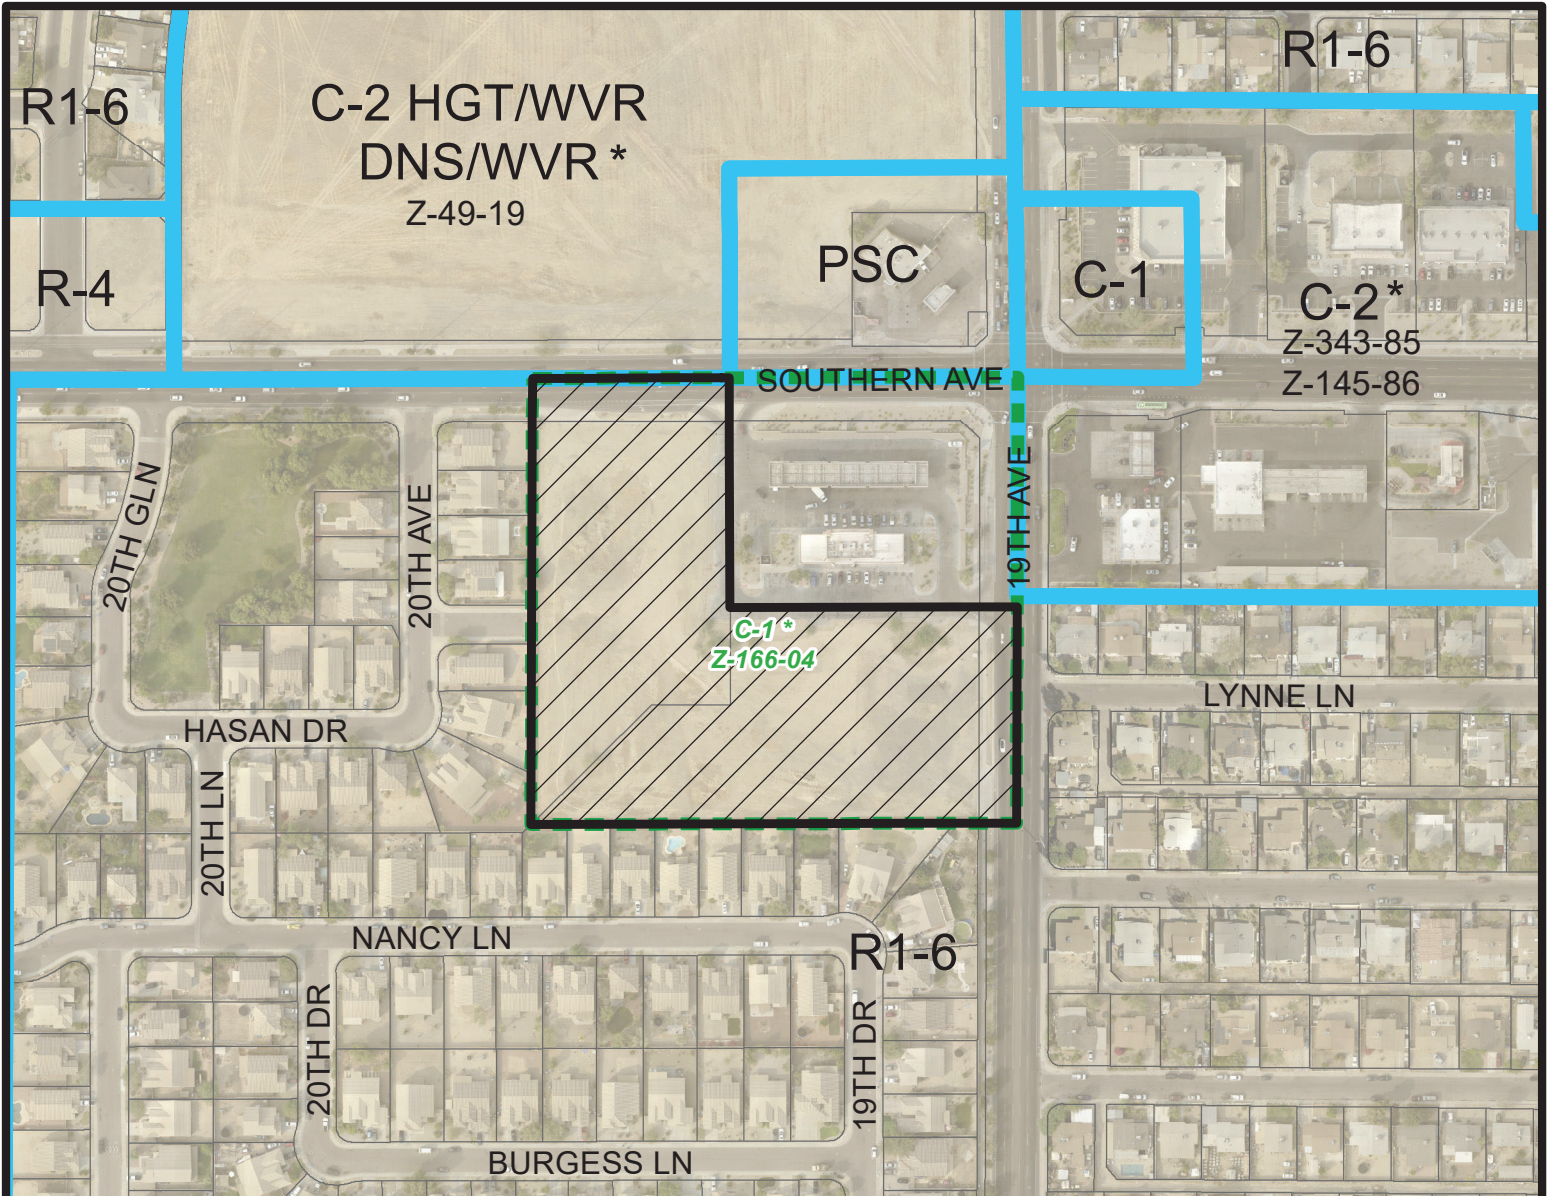 R1-6
R1-6
C-2 HGT/WVR
DNS/WVR *
Z-49-19
PSC
C-1
R-4
C-2 *
Z-343-85
Z-145-86
SOUTHERN AVE
20TH GLN
20TH AVE
19TH AVE
C-1 *
Z-166-04
LYNNE LN
HASAN DR
20TH LN
NANCY LN
R1-6
20TH DR
19TH DR
BURGESS LN